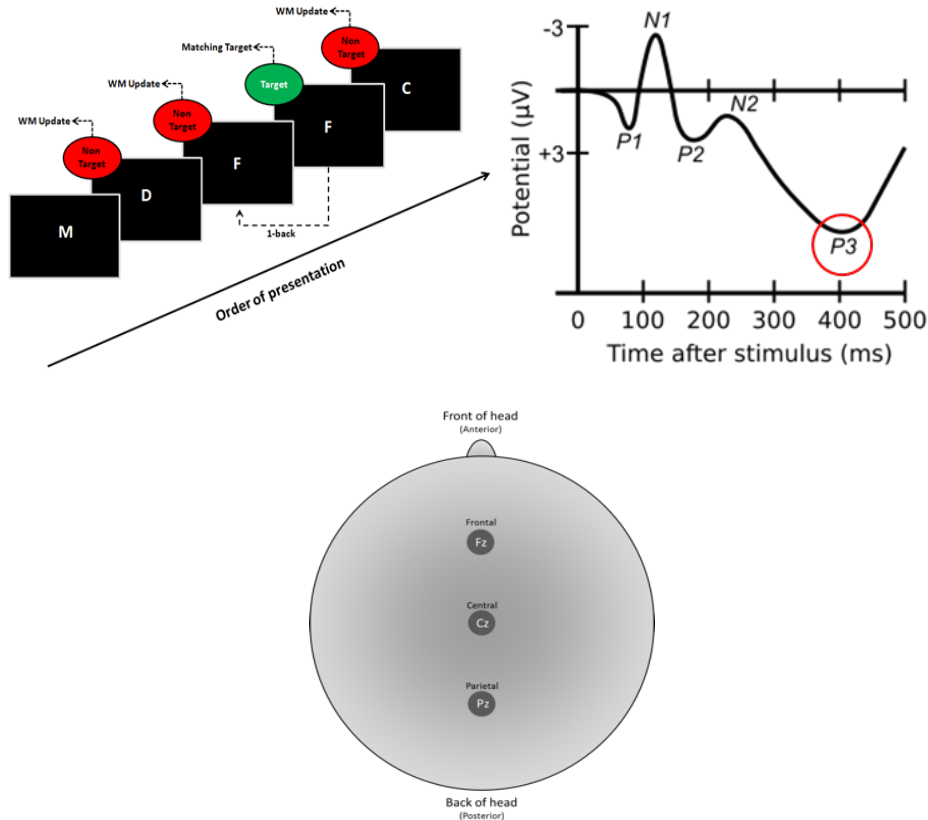 WM Update
Non
Target
Matching Target
Target
WM Update
Non
Target
WM Update
Non
Target
C
F
F
D
M
1-back
Order of presentation
Potential (µV)
-3
+3
N1
P1
P2
N2
P3
0 100 200 300 400 500
Time after stimulus (ms)
Front of head
(Anterior)
Frontal
Fz
Central
Cz
Parietal
Pz
Back of head
(Posterior)